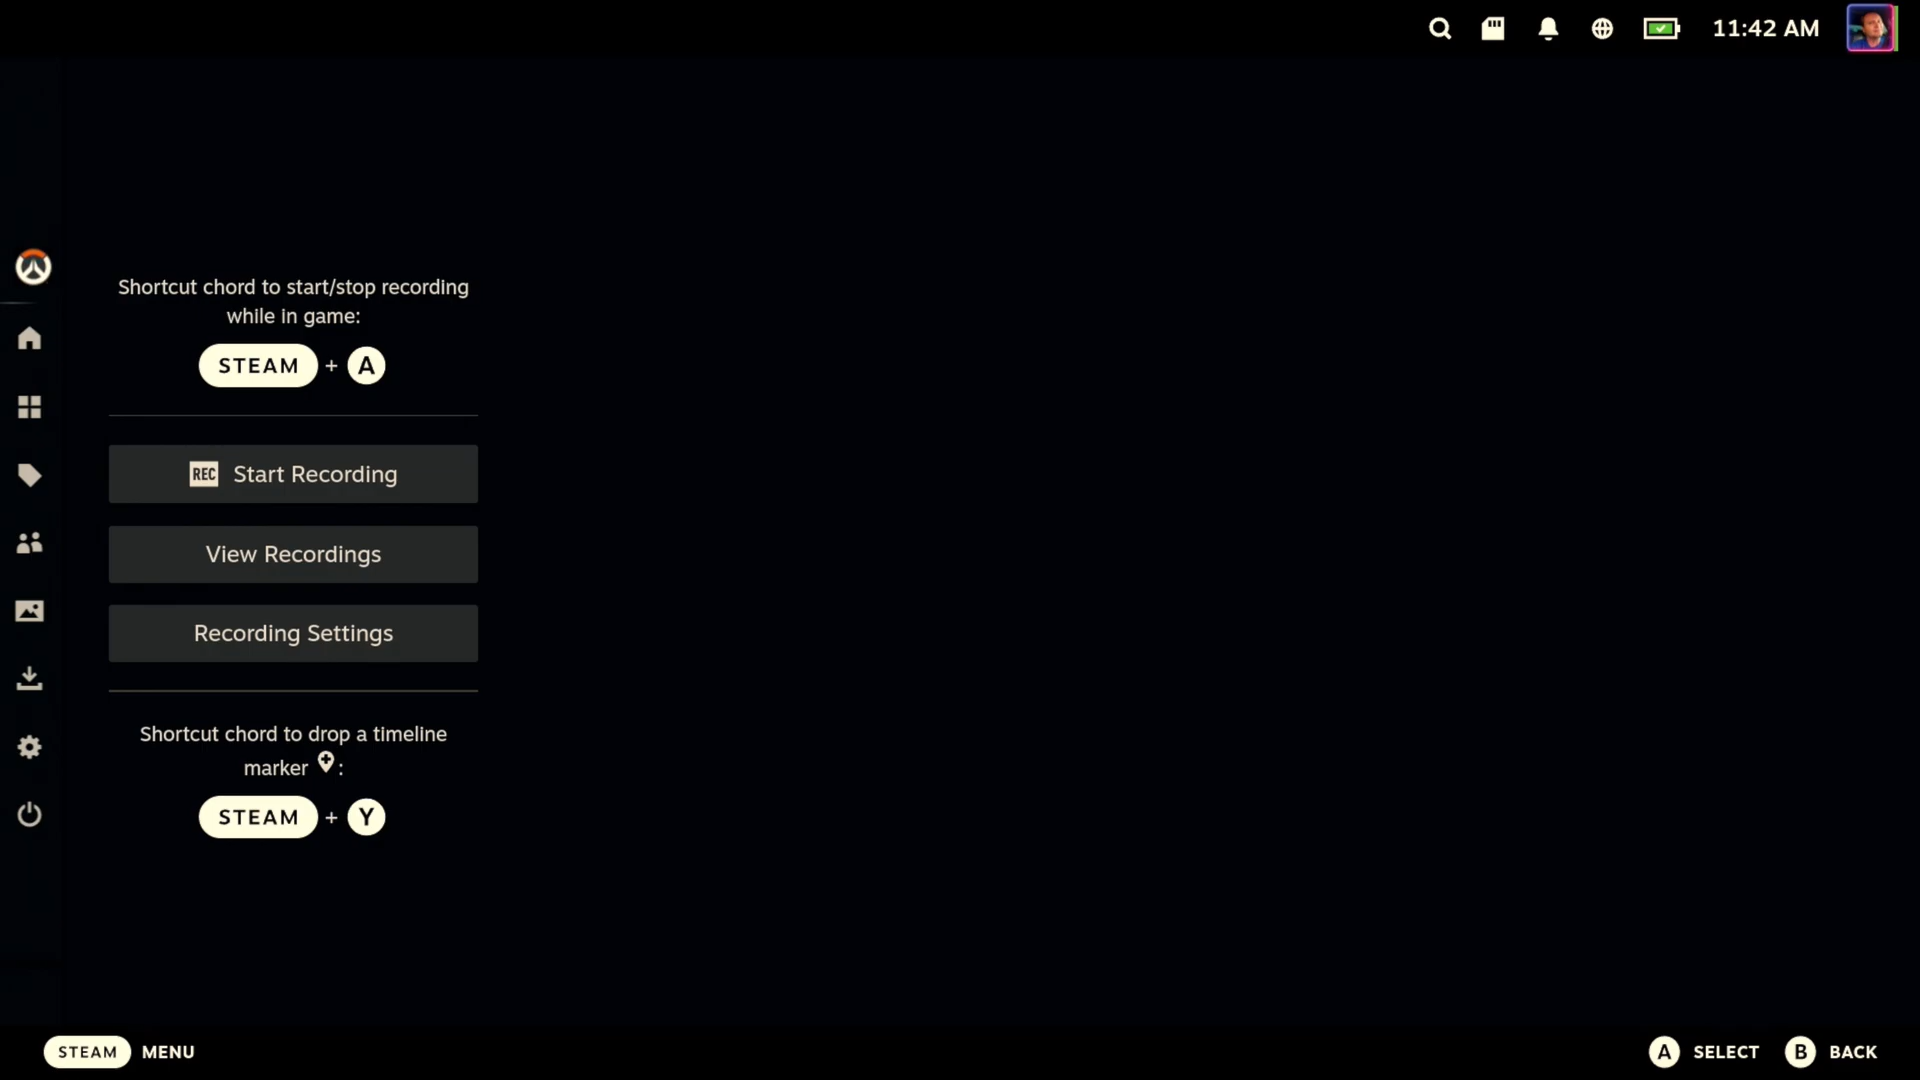 11:42 AM
Shortcut chord to start/stop recording
while in game:
STEAM + A
REC Start Recording
View Recordings
Recording Settings
Shortcut chord to drop a timeline
marker :
STEAM + Y
STEAM MENU
A SELECT B BACK